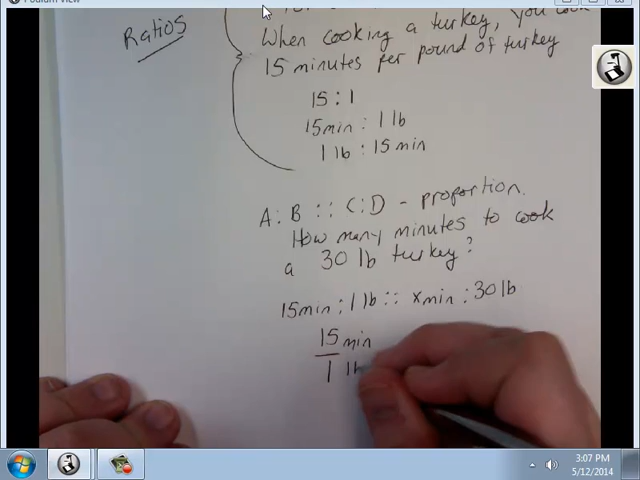 Podium View
Ratios
When cooking a turkey, you cook
15 minutes per pound of turkey
15 : 1
15min : 1 lb
1 lb : 15 min
A : B :: C : D - proportion.
How many minutes to cook
a 30 lb turkey?
15min : 1 lb :: x min : 30 lb
15 min
1 lb
3:07 PM
5/12/2014